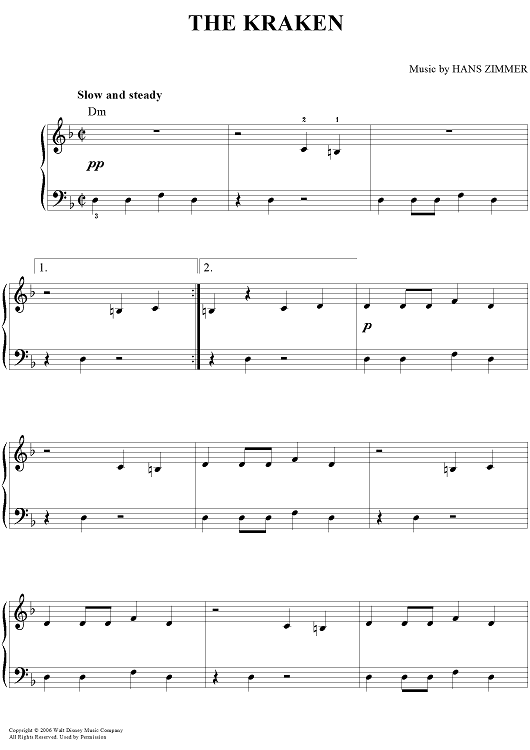 THE KRAKEN
Music by HANS ZIMMER
Slow and steady
Dm
2 1
pp
3
1. 2.
p
Copyright © 2006 Walt Disney Music Company
All Rights Reserved. Used by Permission